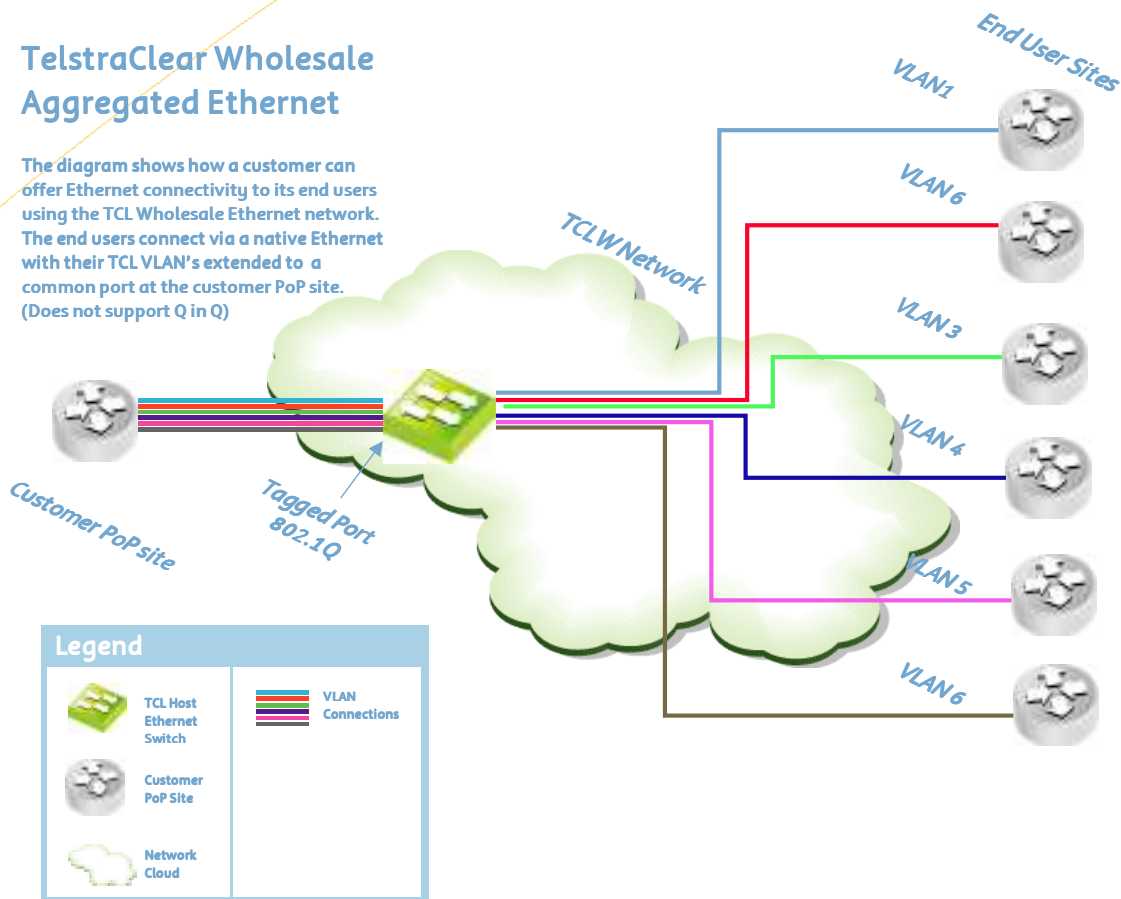 TelstraClear Wholesale
Aggregated Ethernet
The diagram shows how a customer can
offer Ethernet connectivity to its end users
using the TCL Wholesale Ethernet network.
The end users connect via a native Ethernet
with their TCL VLAN's extended to a
common port at the customer PoP site.
(Does not support Q in Q)
End User Sites
VLAN1
VLAN 6
TCLW Network
VLAN 3
VLAN 4
Customer PoP site
Tagged Port
802.1Q
VLAN 5
VLAN 6
Legend
TCL Host
Ethernet
Switch
Customer
PoP Site
Network
Cloud
VLAN
Connections